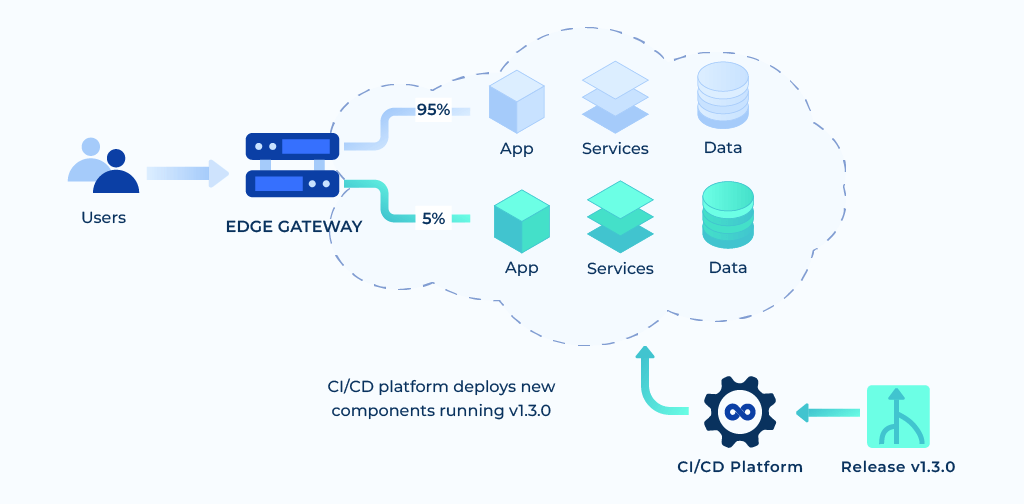 95%
App
Services
Data
Users
EDGE GATEWAY
5%
App
Services
Data
CI/CD platform deploys new
components running v1.3.0
CI/CD Platform
Release v1.3.0